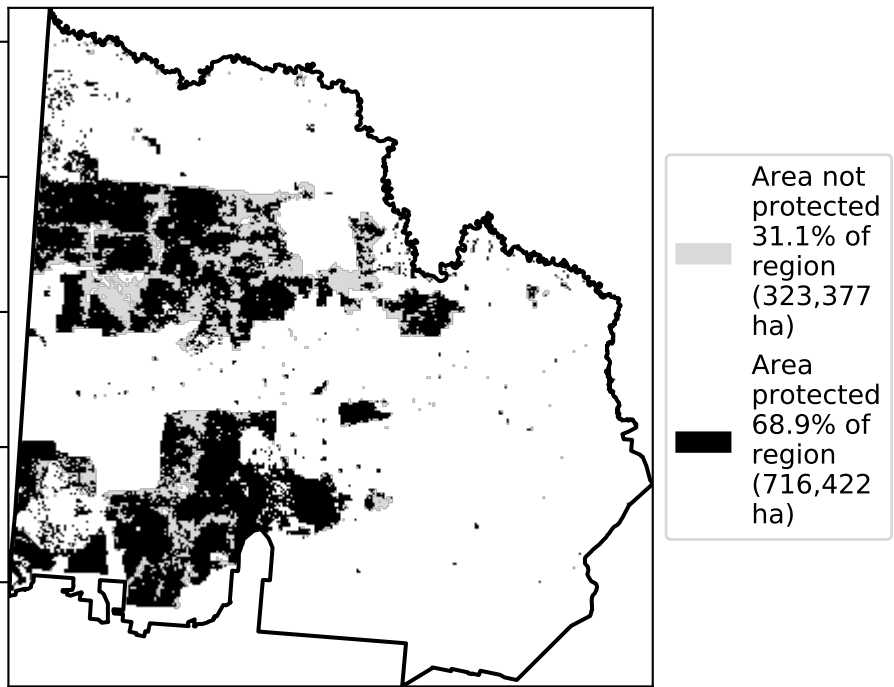 Area not
protected
31.1% of
region
(323,377
ha)
Area
protected
68.9% of
region
(716,422
ha)